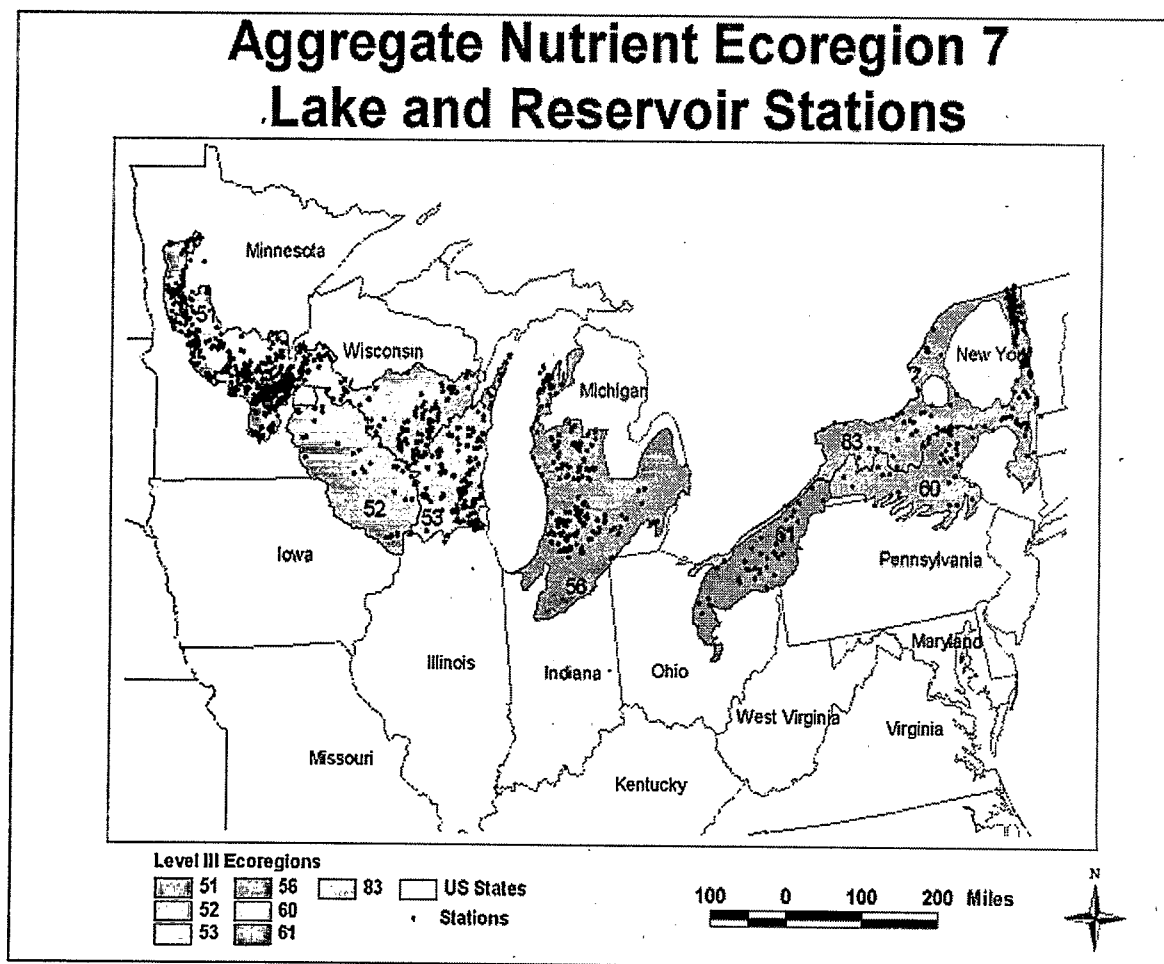 Aggregate Nutrient Ecoregion 7
Lake and Reservoir Stations
Minnesota
51
Wisconsin
Michigan
New York
83
60
52
53
61
Iowa
56
Pennsylvania
Illinois
Indiana
Ohio
Maryland
West Virginia
Virginia
Missouri
Kentucky
Level III Ecoregions
51 56 83 US States
52 60 Stations
53 61
100 0 100 200 Miles
N